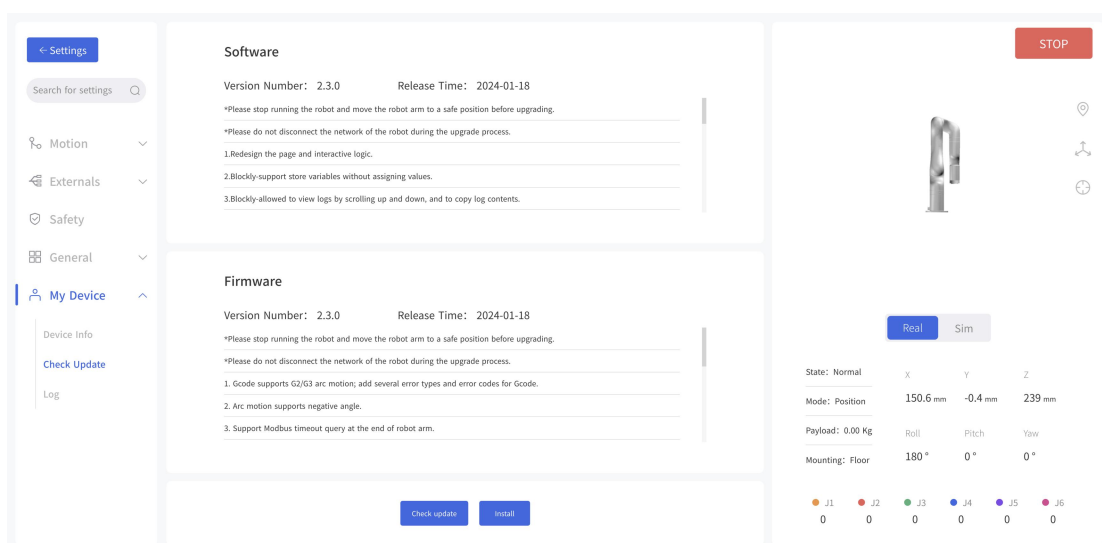 ← Settings
Search for settings
Motion
Externals
Safety
General
My Device
Device Info
Check Update
Log
Software
Version Number: 2.3.0 Release Time: 2024-01-18
*Please stop running the robot and move the robot arm to a safe position before upgrading.
*Please do not disconnect the network of the robot during the upgrade process.
1.Redesign the page and interactive logic.
2.Blockly-support store variables without assigning values.
3.Blockly-allowed to view logs by scrolling up and down, and to copy log contents.
Firmware
Version Number: 2.3.0 Release Time: 2024-01-18
*Please stop running the robot and move the robot arm to a safe position before upgrading.
*Please do not disconnect the network of the robot during the upgrade process.
1. Gcode supports G2/G3 arc motion; add several error types and error codes for Gcode.
2. Arc motion supports negative angle.
3. Support Modbus timeout query at the end of robot arm.
Check update Install
STOP
Real Sim
State: Normal
Mode: Position
Payload: 0.00 Kg
Mounting: Floor
X Y Z
150.6 mm -0.4 mm 239 mm
Roll Pitch Yaw
180 ° 0 ° 0 °
J1 J2 J3 J4 J5 J6
0 0 0 0 0 0